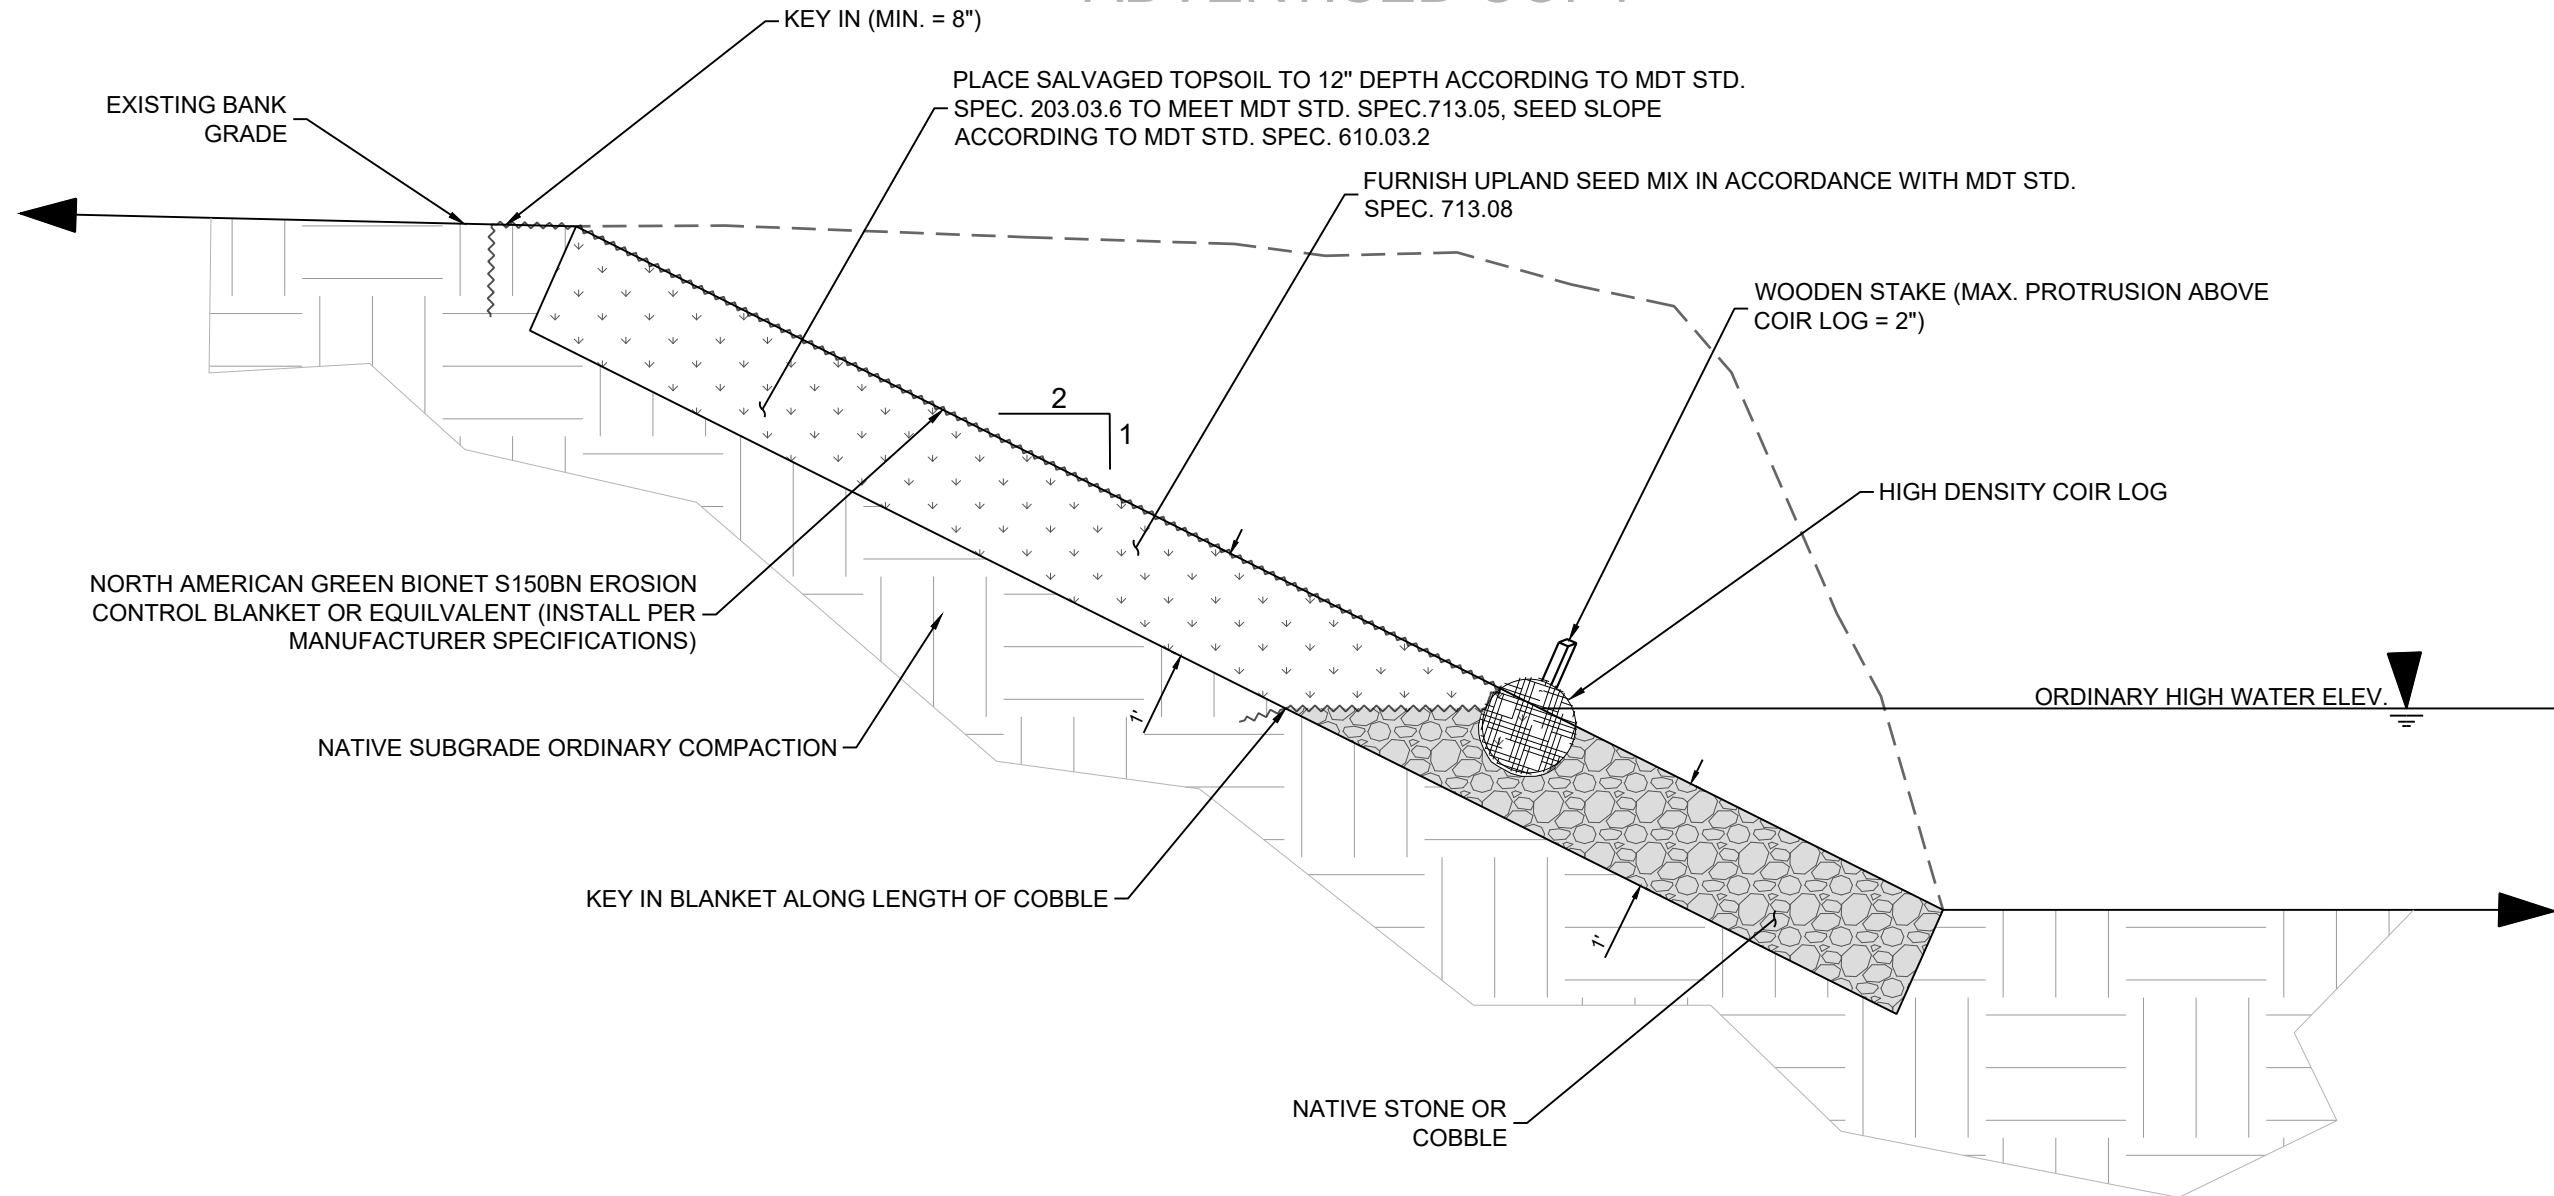 KEY IN (MIN. = 8")
PLACE SALVAGED TOPSOIL TO 12" DEPTH ACCORDING TO MDT STD.
SPEC. 203.03.6 TO MEET MDT STD. SPEC.713.05, SEED SLOPE
ACCORDING TO MDT STD. SPEC. 610.03.2
EXISTING BANK
GRADE
FURNISH UPLAND SEED MIX IN ACCORDANCE WITH MDT STD.
SPEC. 713.08
WOODEN STAKE (MAX. PROTRUSION ABOVE
COIR LOG = 2")
2
1
HIGH DENSITY COIR LOG
NORTH AMERICAN GREEN BIONET S150BN EROSION
CONTROL BLANKET OR EQUILVALENT (INSTALL PER
MANUFACTURER SPECIFICATIONS)
ORDINARY HIGH WATER ELEV.
1'
NATIVE SUBGRADE ORDINARY COMPACTION
KEY IN BLANKET ALONG LENGTH OF COBBLE
1'
NATIVE STONE OR
COBBLE